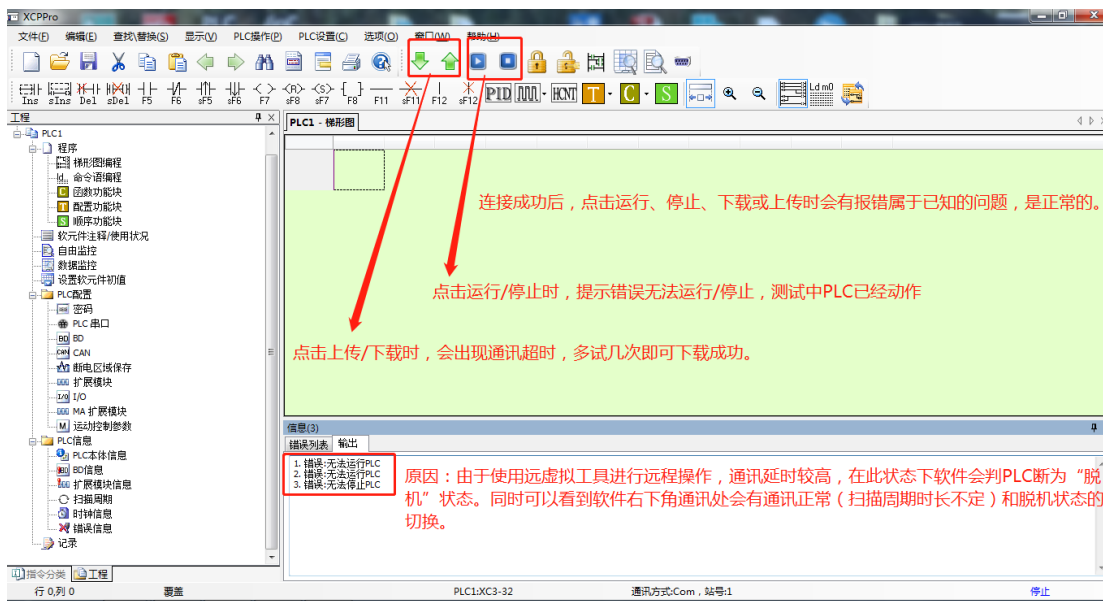 XCPPro
文件(F) 编辑(E) 查找\替换(S) 显示(V) PLC操作(P) PLC设置(C) 选项(O) 窗口(W) 帮助(H)
Ins sIns Del sDel F5 F6 sF5 sF6 F7 sF8 sF7 F8 F11 sF11 F12 sF12 PID HCNT T C S Ld m0
<R> <S>
工程
PLC1
程序
梯形图编程
命令语编程
函数功能块
配置功能块
顺序功能块
软元件注释/使用状况
自由监控
数据监控
设置软元件初值
PLC配置
密码
PLC 串口
BD BD
CAN CAN
断电区域保存
扩展模块
I/O I/O
MA 扩展模块
M 运动控制参数
PLC信息
PLC本体信息
BD信息
扩展模块信息
扫描周期
时钟信息
错误信息
记录
指令分类 工程
PLC1 - 梯形图
连接成功后，点击运行、停止、下载或上传时会有报错属于已知的问题，是正常的。
点击运行/停止时，提示错误无法运行/停止，测试中PLC已经动作
点击上传/下载时，会出现通讯超时，多试几次即可下载成功。
信息(3)
错误列表 输出
1. 错误:无法运行PLC
2. 错误:无法运行PLC
3. 错误:无法停止PLC
原因：由于使用远虚拟工具进行远程操作，通讯延时较高，在此状态下软件会判PLC断为“脱
机”状态。同时可以看到软件右下角通讯处会有通讯正常（扫描周期时长不定）和脱机状态的
切换。
行 0,列 0 覆盖 PLC1:XC3-32 通讯方式:Com，站号:1 停止